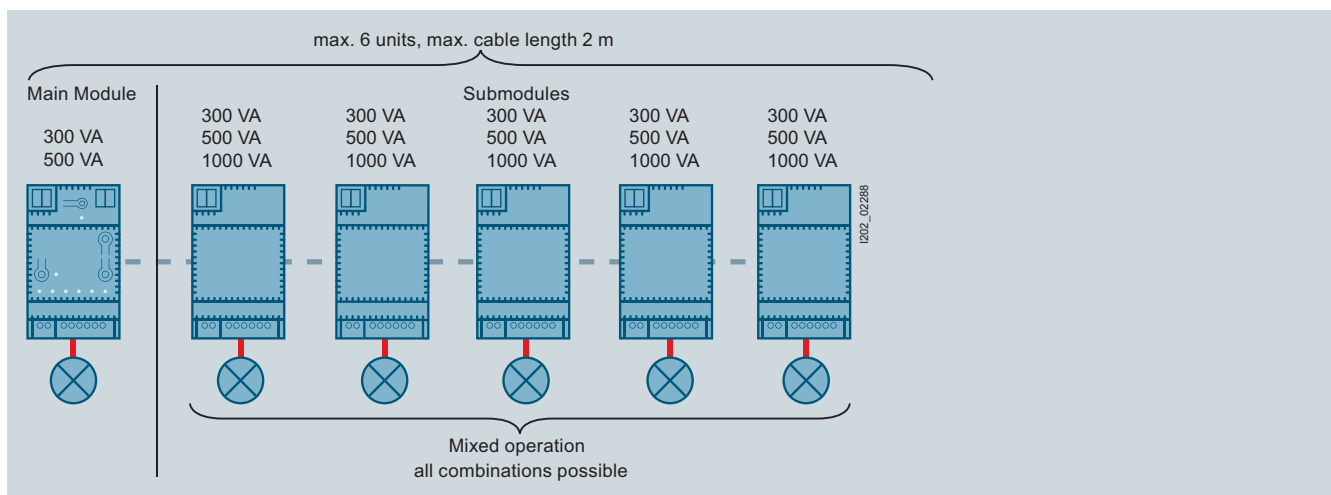 max. 6 units, max. cable length 2 m
Main Module
Submodules
300 VA
500 VA
300 VA
500 VA
1000 VA
300 VA
500 VA
1000 VA
300 VA
500 VA
1000 VA
300 VA
500 VA
1000 VA
300 VA
500 VA
1000 VA
I202_02288
Mixed operation
all combinations possible